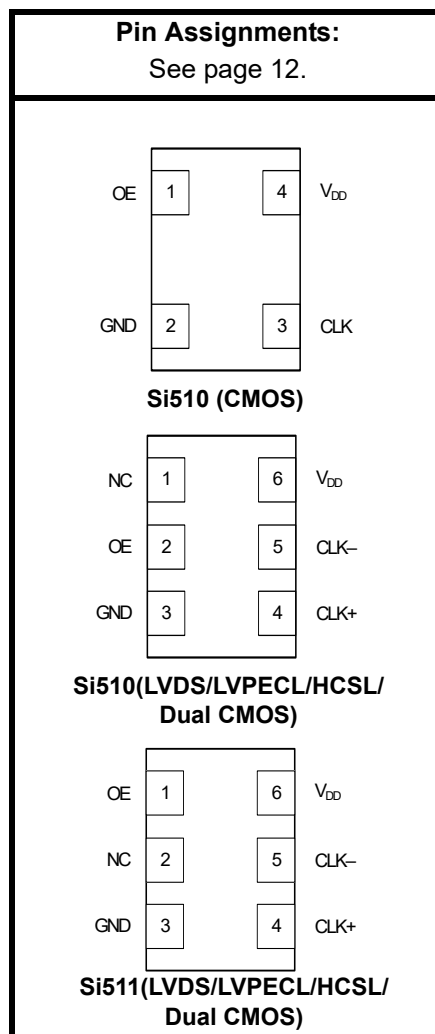 Pin Assignments:
See page 12.
OE 1 4 VDD
GND 2 3 CLK
Si510 (CMOS)
NC 1 6 VDD
OE 2 5 CLK–
GND 3 4 CLK+
Si510(LVDS/LVPECL/HCSL/
Dual CMOS)
OE 1 6 VDD
NC 2 5 CLK–
GND 3 4 CLK+
Si511(LVDS/LVPECL/HCSL/
Dual CMOS)